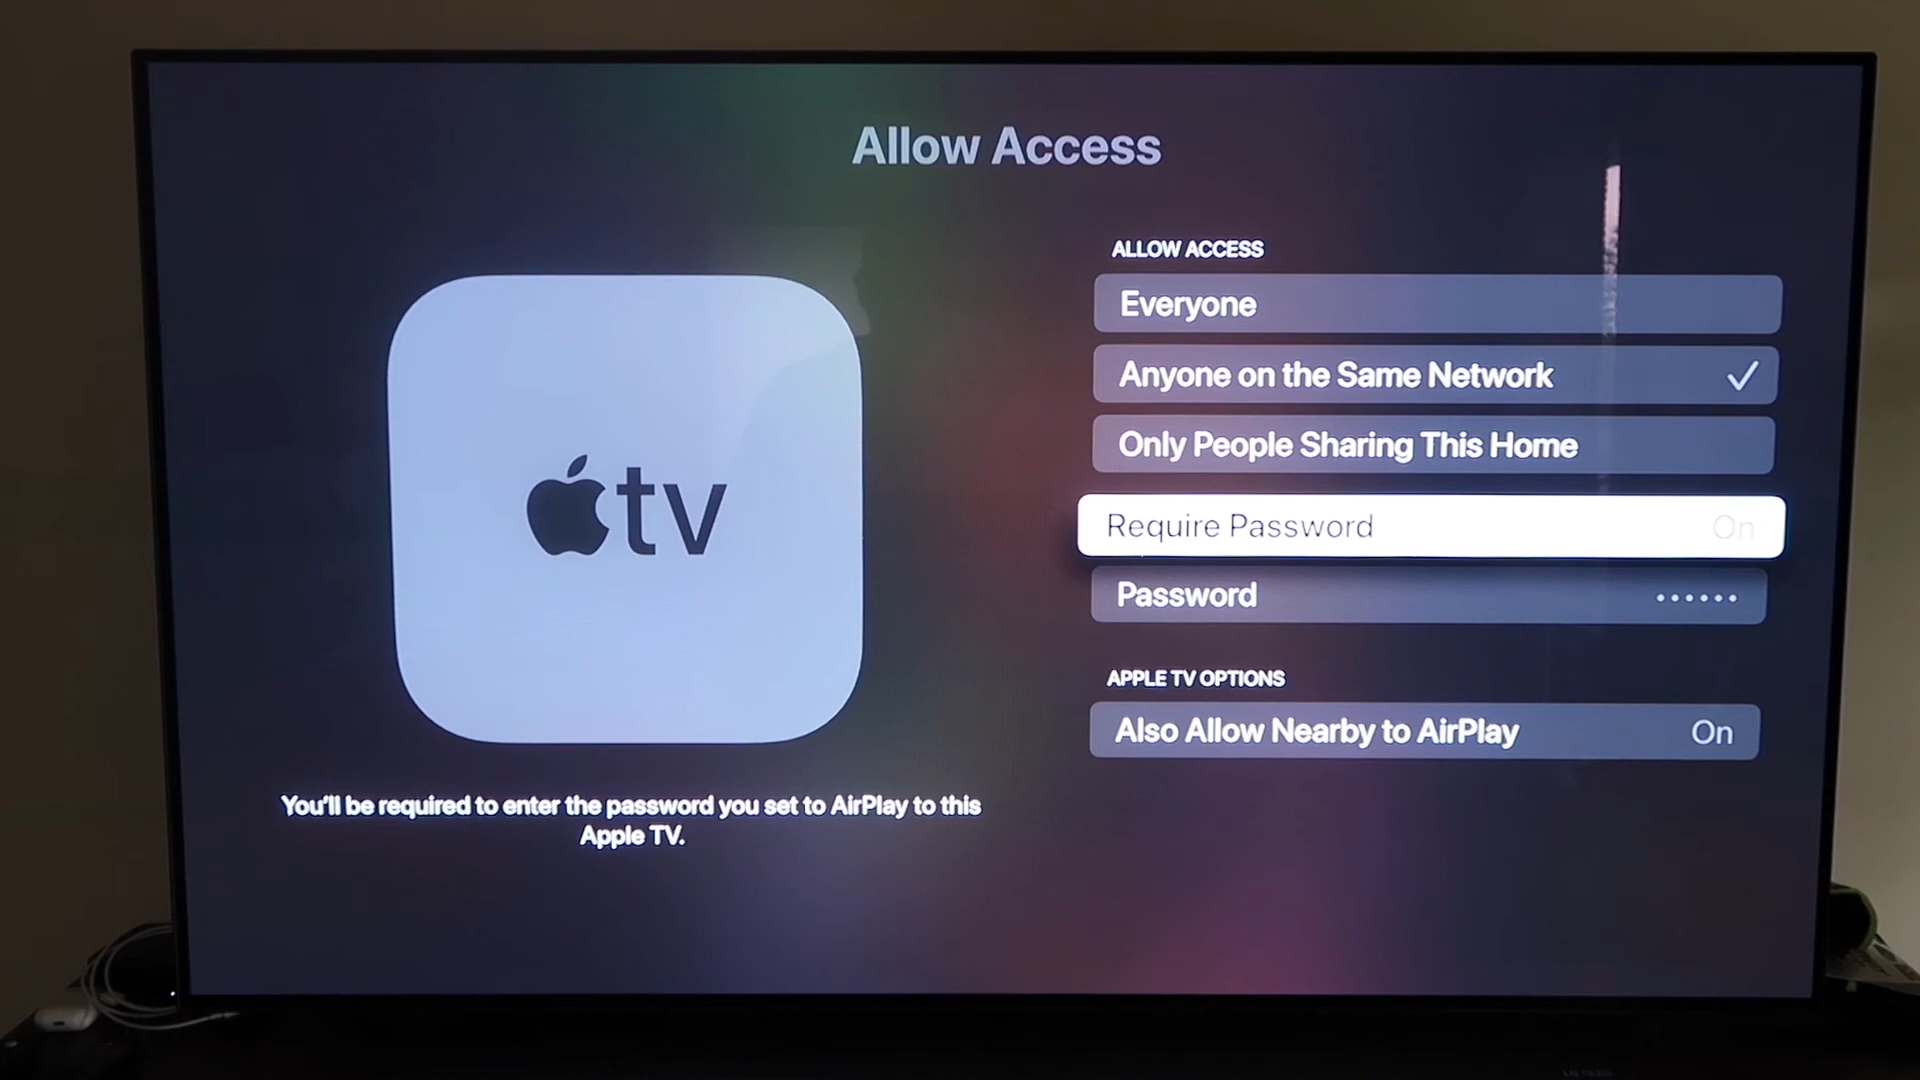 Allow Access
ALLOW ACCESS
Everyone
Anyone on the Same Network
Only People Sharing This Home
Require Password On
Password ••••••
APPLE TV OPTIONS
Also Allow Nearby to AirPlay On
tv
You'll be required to enter the password you set to AirPlay to this
Apple TV.